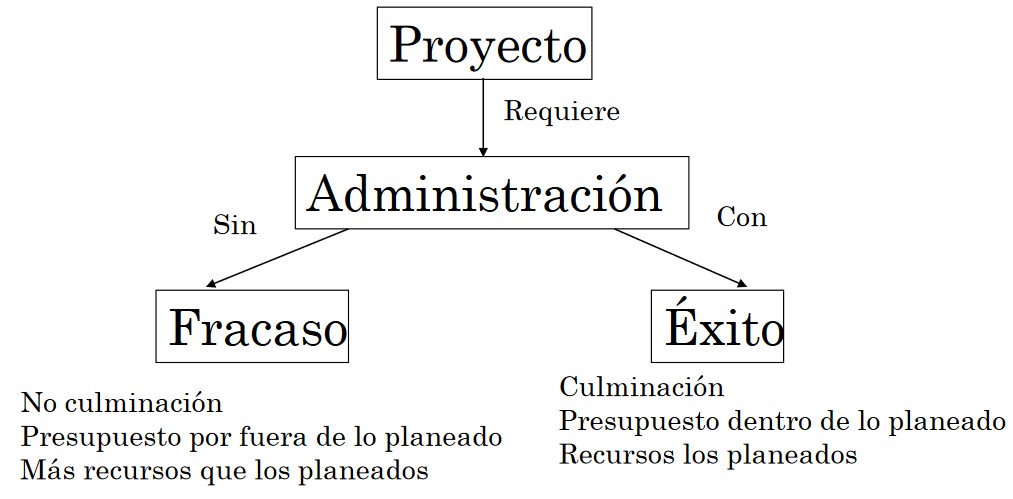 Proyecto
Requiere
Administración
Sin
Con
Fracaso
Éxito
No culminación
Presupuesto por fuera de lo planeado
Más recursos que los planeados
Culminación
Presupuesto dentro de lo planeado
Recursos los planeados